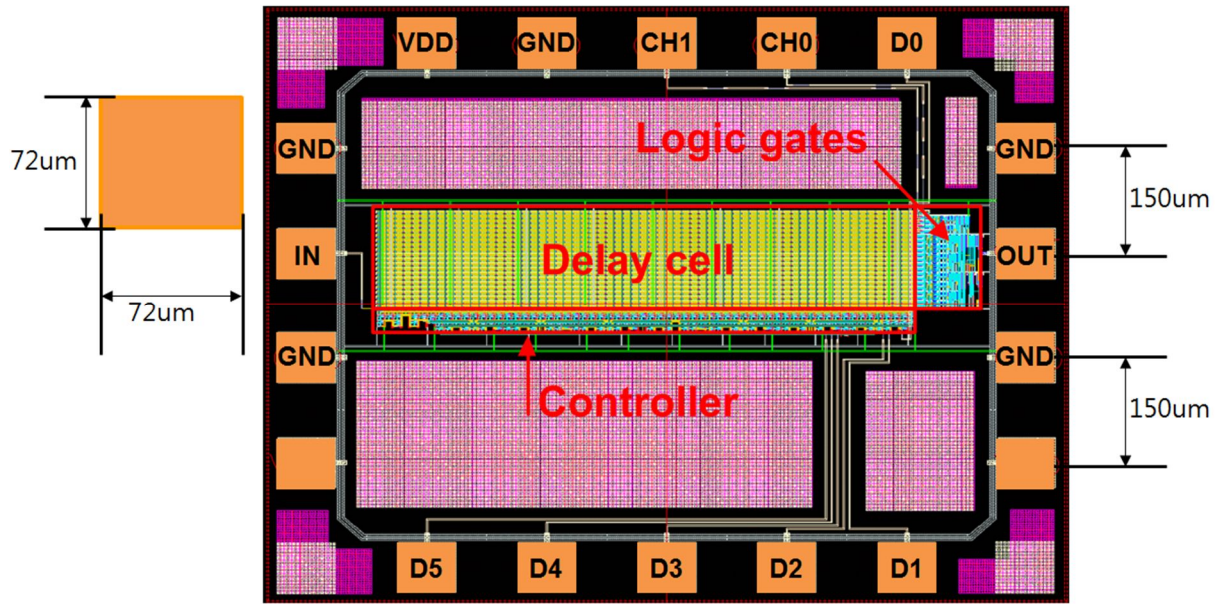 VDD
GND
CH1
CH0
D0
72um
72um
GND
Logic gates
GND
150um
IN
Delay cell
OUT
GND
GND
Controller
150um
D5
D4
D3
D2
D1